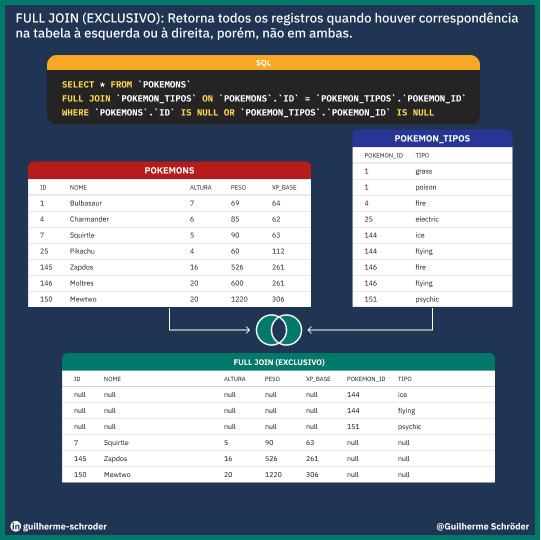 FULL JOIN (EXCLUSIVO): Retorna todos os registros quando houver correspondência
na tabela à esquerda ou à direita, porém, não em ambas.
SQL
SELECT * FROM `POKEMONS`
FULL JOIN `POKEMON_TIPOS` ON `POKEMONS`.`ID` = `POKEMON_TIPOS`.`POKEMON_ID`
WHERE `POKEMONS`.`ID` IS NULL OR `POKEMON_TIPOS`.`POKEMON_ID` IS NULL
POKEMONS
ID NOME ALTURA PESO XP_BASE
1 Bulbasaur 7 69 64
4 Charmander 6 85 62
7 Squirtle 5 90 63
25 Pikachu 4 60 112
145 Zapdos 16 526 261
146 Moltres 20 600 261
150 Mewtwo 20 1220 306
POKEMON_TIPOS
POKEMON_ID TIPO
1 grass
1 poison
4 fire
25 electric
144 ice
144 flying
146 fire
146 flying
151 psychic
FULL JOIN (EXCLUSIVO)
ID NOME ALTURA PESO XP_BASE POKEMON_ID TIPO
null null null null null 144 ice
null null null null null 144 flying
null null null null null 151 psychic
7 Squirtle 5 90 63 null null
145 Zapdos 16 526 261 null null
150 Mewtwo 20 1220 306 null null
in guilherme-schroder
@Guilherme Schröder